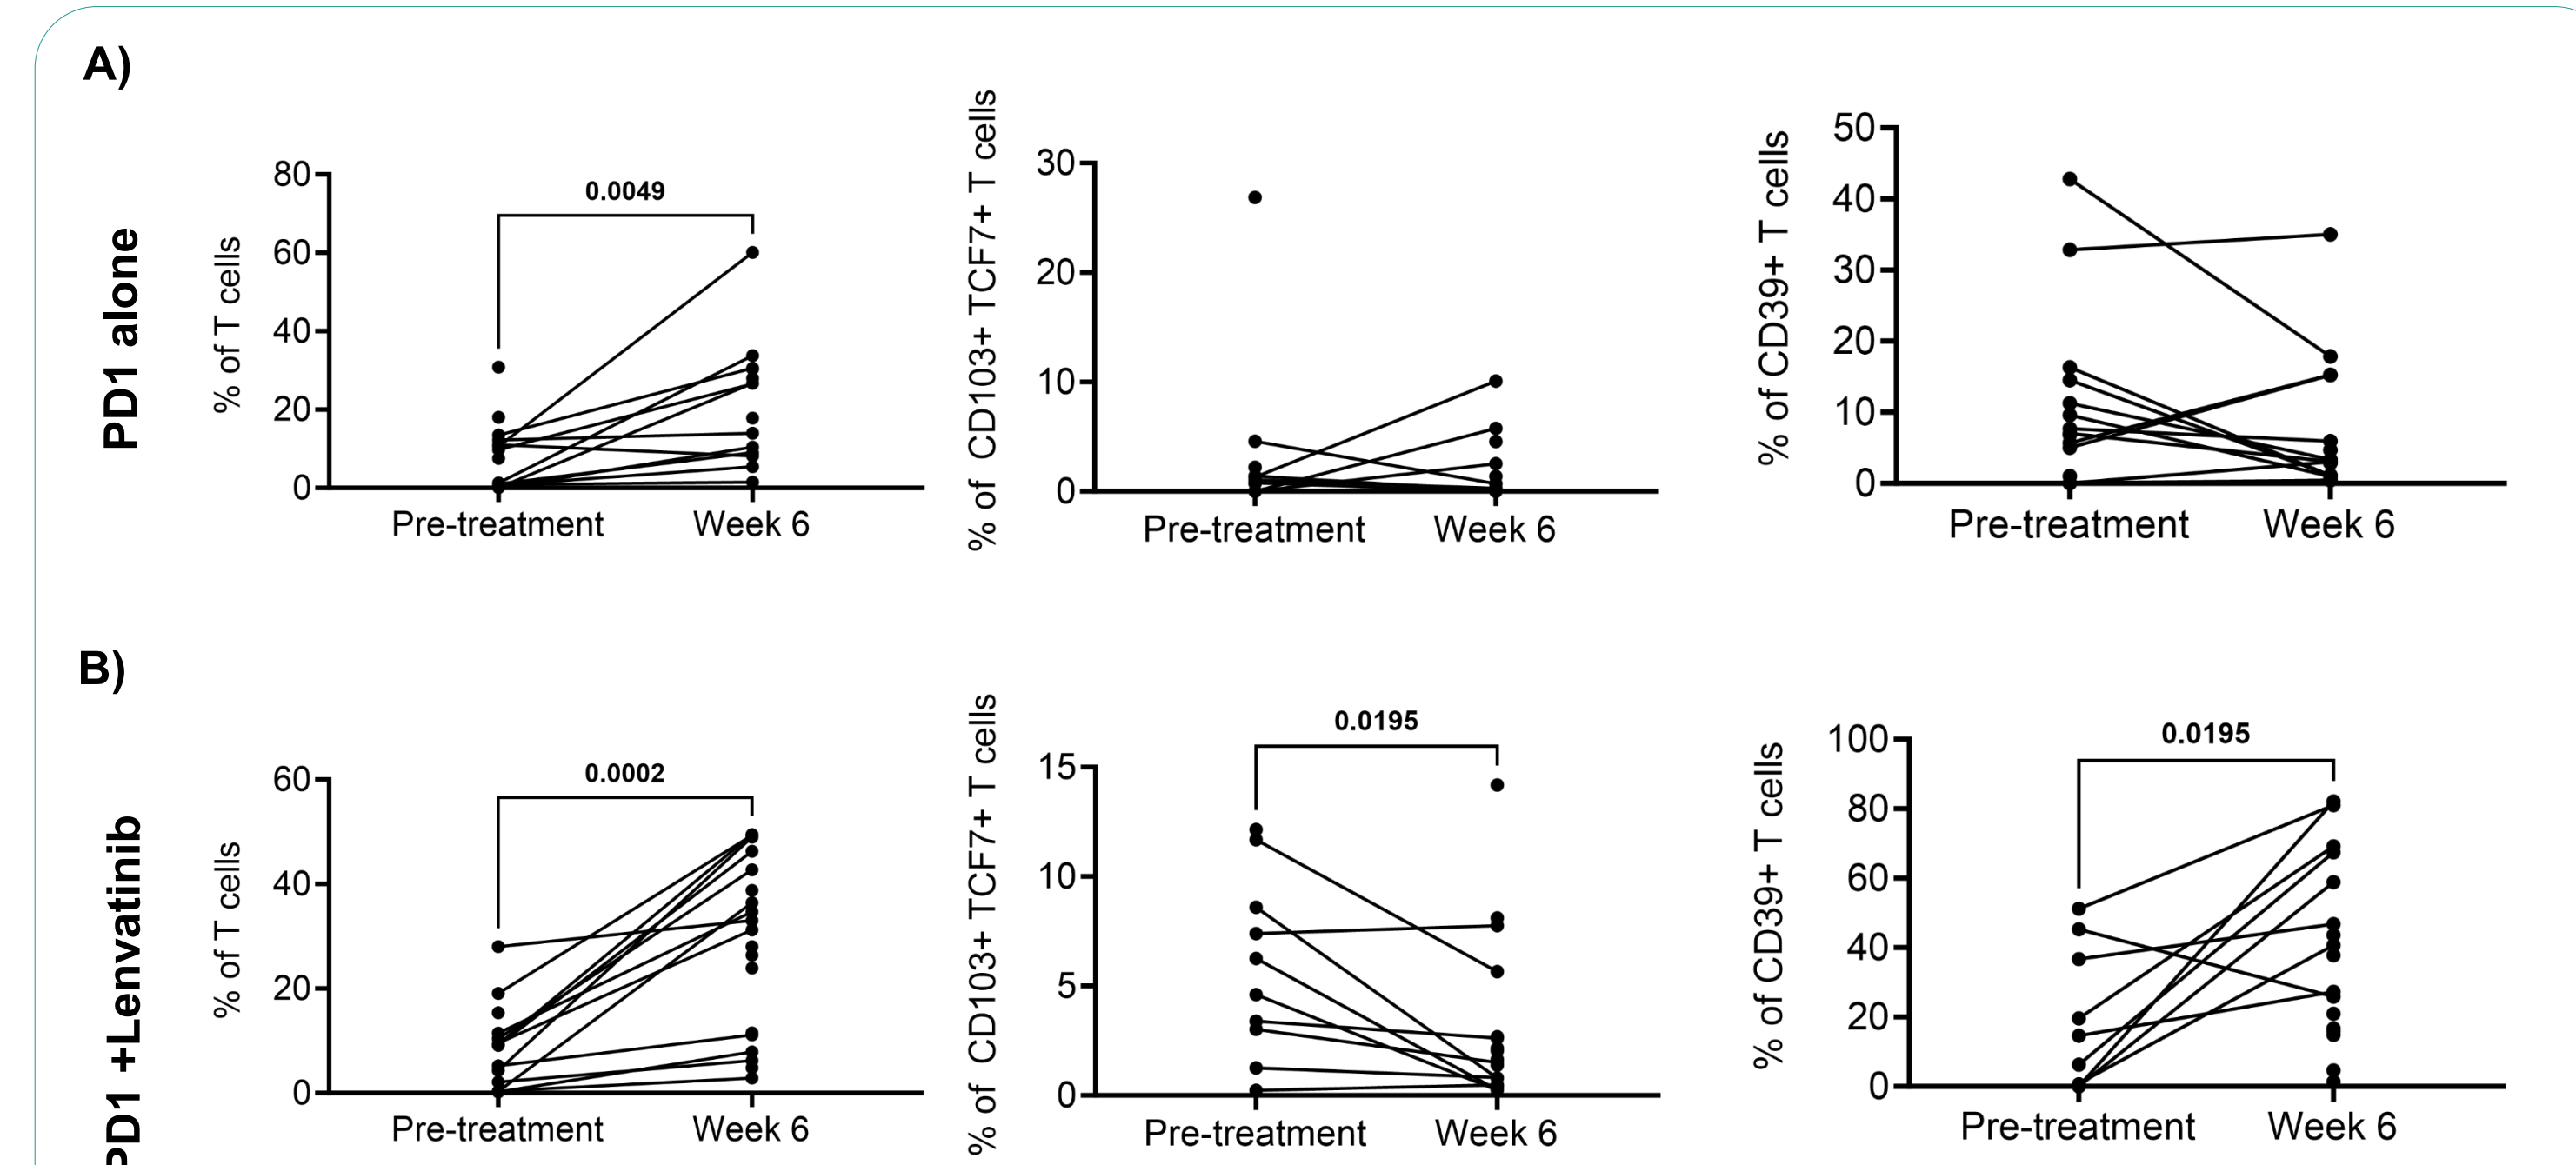 A)
PD1 alone
% of T cells
80
60
40
20
0
0.0049
Pre-treatment
Week 6
% of CD103+ TCF7+ T cells
30
20
10
0
Pre-treatment
Week 6
% of CD39+ T cells
50
40
30
20
10
0
Pre-treatment
Week 6
B)
PD1 +Lenvatinib
% of T cells
60
40
20
0
0.0002
Pre-treatment
Week 6
% of CD103+ TCF7+ T cells
15
10
5
0
0.0195
Pre-treatment
Week 6
% of CD39+ T cells
100
80
60
40
20
0
0.0195
Pre-treatment
Week 6